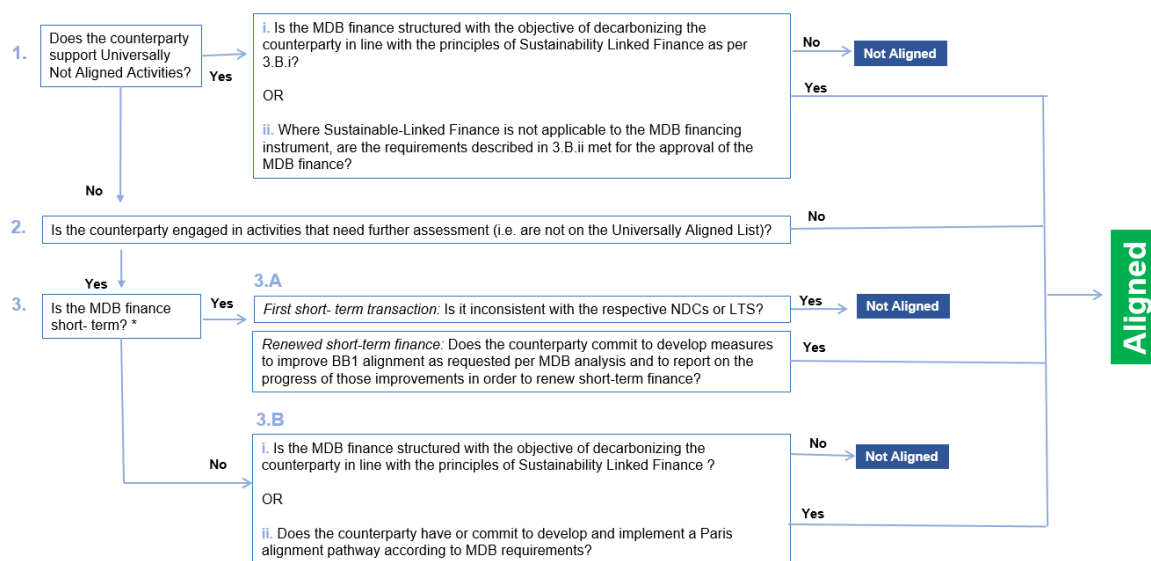 1.
Does the counterparty
support Universally
Not Aligned Activities?
Yes
No
i. Is the MDB finance structured with the objective of decarbonizing the
counterparty in line with the principles of Sustainability Linked Finance as per
3.B.i?
OR
ii. Where Sustainable-Linked Finance is not applicable to the MDB financing
instrument, are the requirements described in 3.B.ii met for the approval of the
MDB finance?
No
Not Aligned
Yes
2.
Is the counterparty engaged in activities that need further assessment (i.e. are not on the Universally Aligned List)?
No
Yes
3.
Is the MDB finance
short- term? *
Yes
3.A
First short- term transaction: Is it inconsistent with the respective NDCs or LTS?
Yes
Not Aligned
Renewed short-term finance: Does the counterparty commit to develop measures
to improve BB1 alignment as requested per MDB analysis and to report on the
progress of those improvements in order to renew short-term finance?
Yes
No
3.B
i. Is the MDB finance structured with the objective of decarbonizing the
counterparty in line with the principles of Sustainability Linked Finance ?
OR
ii. Does the counterparty have or commit to develop and implement a Paris
alignment pathway according to MDB requirements?
No
Not Aligned
Yes
Aligned